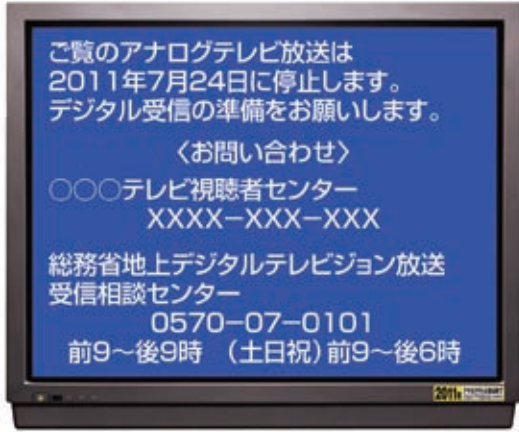 ご覧のアナログテレビ放送は
2011年7月24日に停止します。
デジタル受信の準備をお願いします。
〈お問い合わせ〉
○○○テレビ視聴者センター
XXXX−XXX−XXX
総務省地上デジタルテレビジョン放送
受信相談センター
0570−07−0101
前9〜後9時 （土日祝）前9〜後6時
2011年